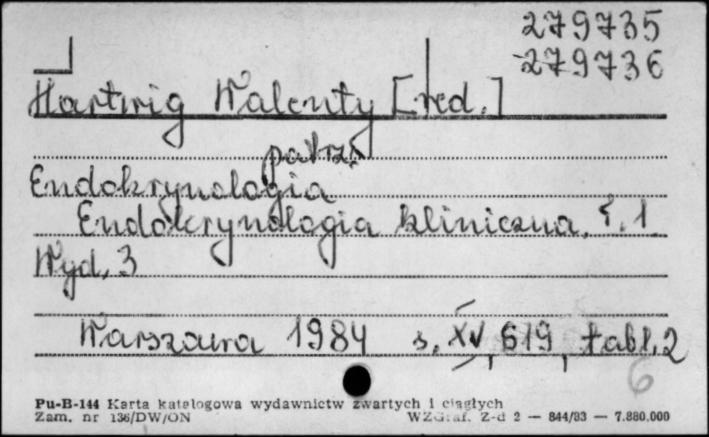 279735
279736
Hartwig Walenty [red.]
patrz
Endokrynologia
Endokrynologia kliniczna. T. 1.
Wyd. 3
Warszawa 1984 s. XV, 619, tabl. 2
6
Pu-B-144 Karta katalogowa wydawnictw zwartych i ciągłych
Zam. nr 136/DW/ON WZGraf. Z-d 2 — 844/83 — 7.880.000